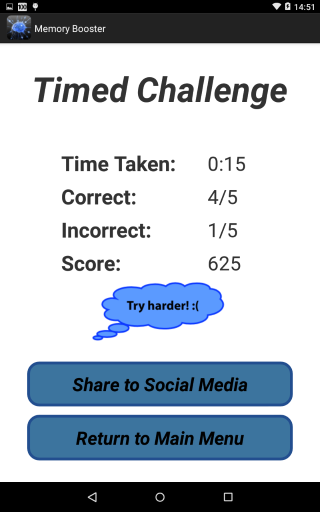 14:51
Memory Booster
Timed Challenge
Time Taken: 0:15
Correct: 4/5
Incorrect: 1/5
Score: 625
Try harder! :(
Share to Social Media
Return to Main Menu